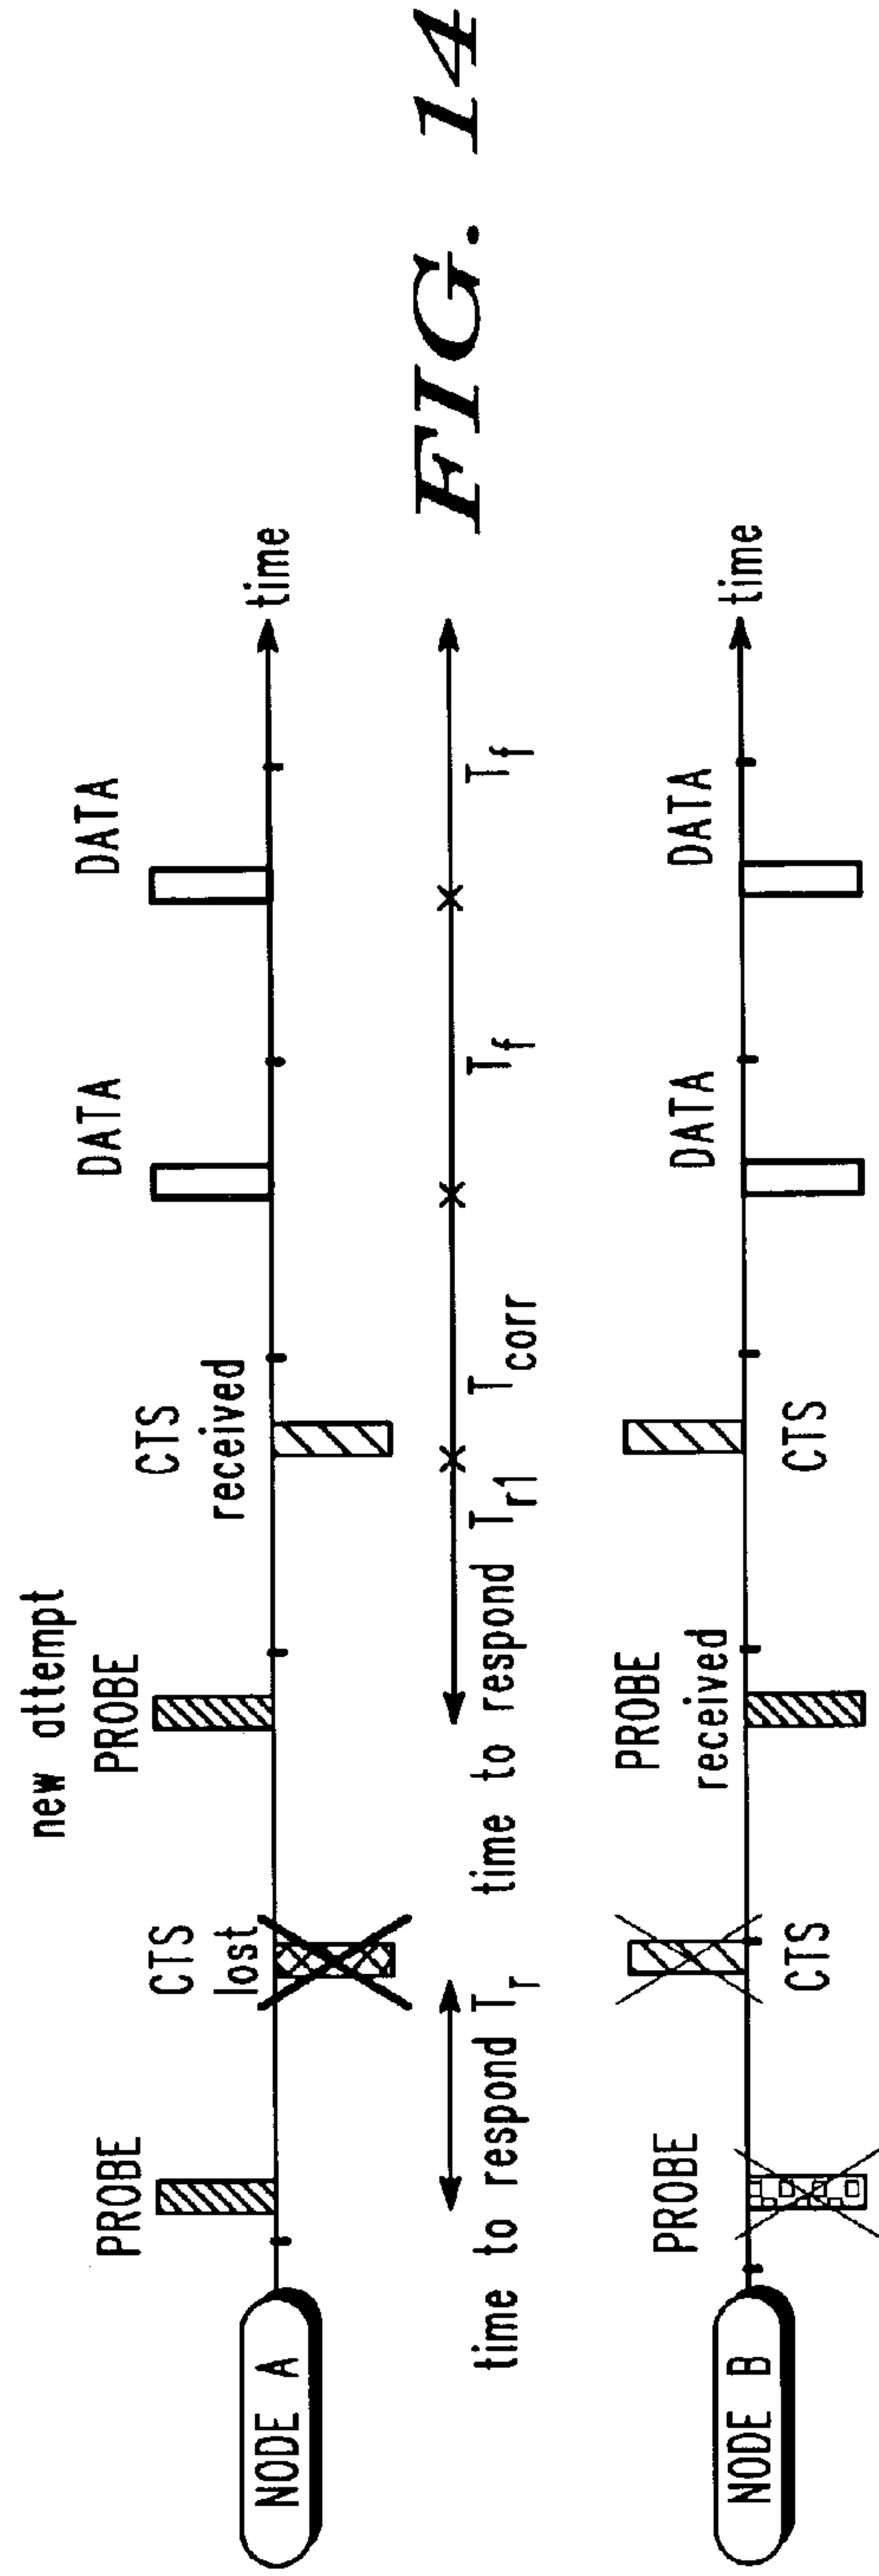 new attempt
PROBE
CTS
lost
PROBE
CTS
received
DATA
DATA
NODE A
time
time to respond Tr
time to respond Tr1
Tcorr
Tf
Tf
FIG. 14
PROBE
CTS
PROBE
received
CTS
DATA
DATA
NODE B
time